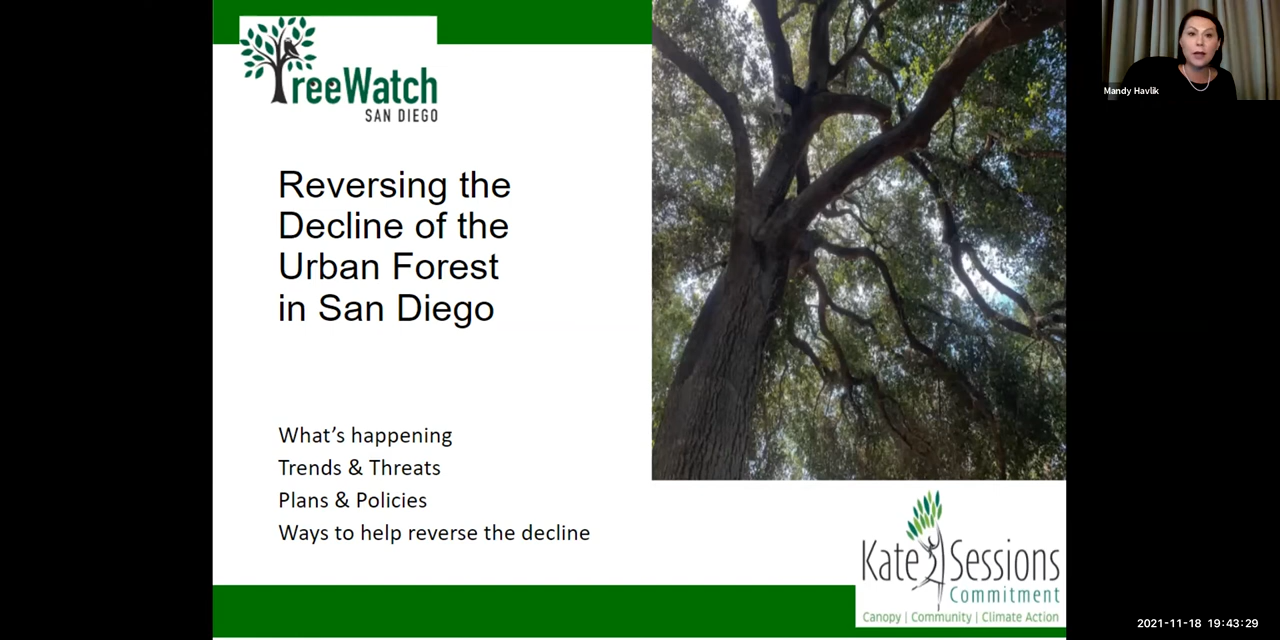 TreeWatch
SAN DIEGO
Reversing the
Decline of the
Urban Forest
in San Diego
What's happening
Trends & Threats
Plans & Policies
Ways to help reverse the decline
Kate Sessions
Commitment
Canopy | Community | Climate Action
Mandy Havlik
2021-11-18 19:43:29